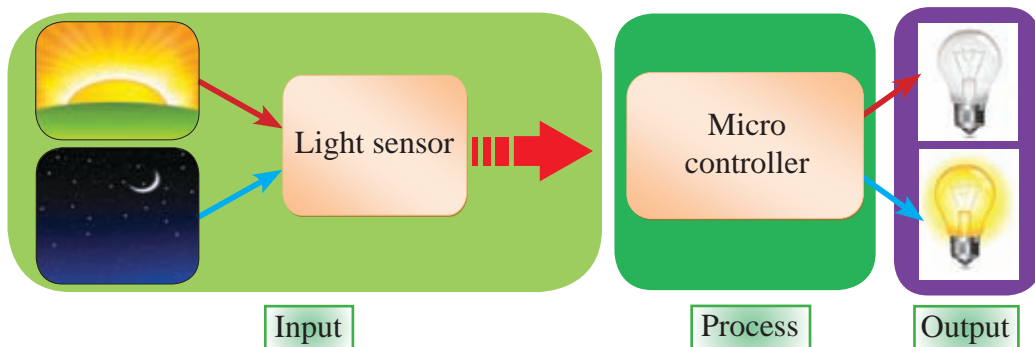 Light sensor
Micro
controller
Input
Process
Output